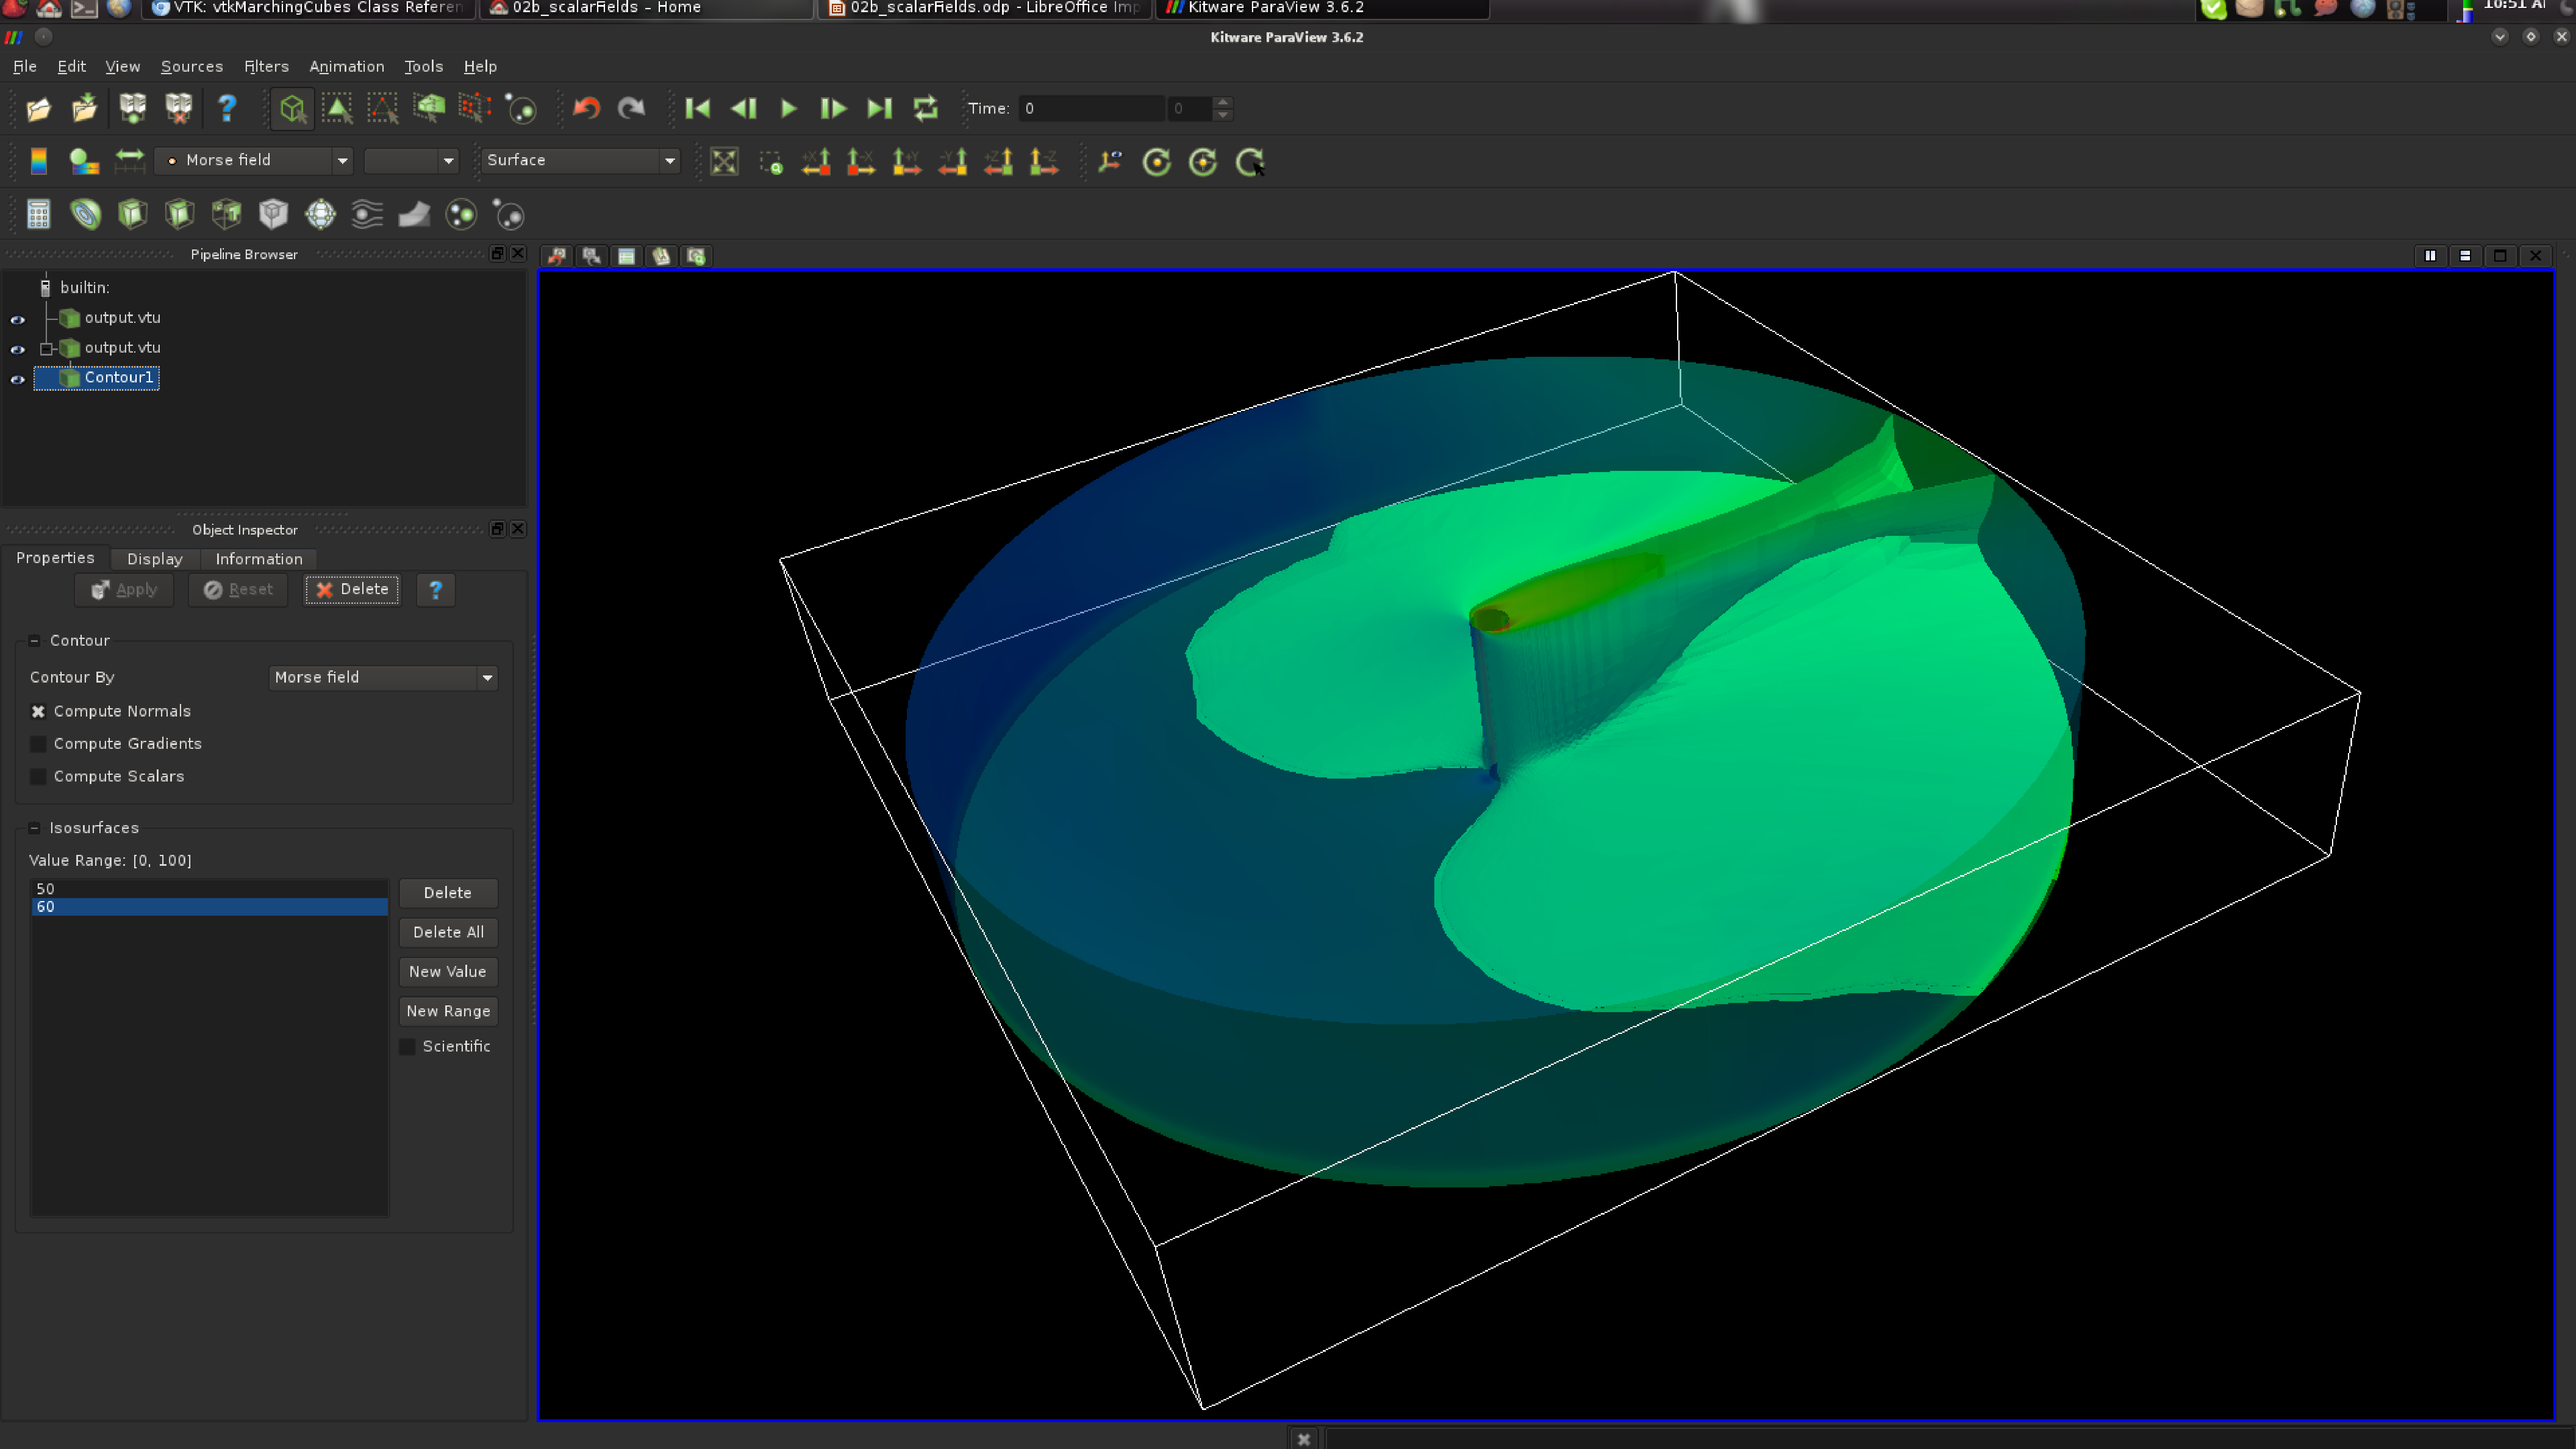 VTK: vtkMarchingCubes Class Referen
02b_scalarFields – Home
02b_scalarFields.odp - LibreOffice Imp
Kitware ParaView 3.6.2
10:51 A
Kitware ParaView 3.6.2
File Edit View Sources Filters Animation Tools Help
Time: 0 0
Morse field Surface
+X -X +Y -Y +Z -Z
Pipeline Browser
builtin:
output.vtu
output.vtu
Contour1
Object Inspector
Properties Display Information
Apply Reset Delete ?
Contour
Contour By Morse field
Compute Normals
Compute Gradients
Compute Scalars
Isosurfaces
Value Range: [0, 100]
50
60
Delete
Delete All
New Value
New Range
Scientific